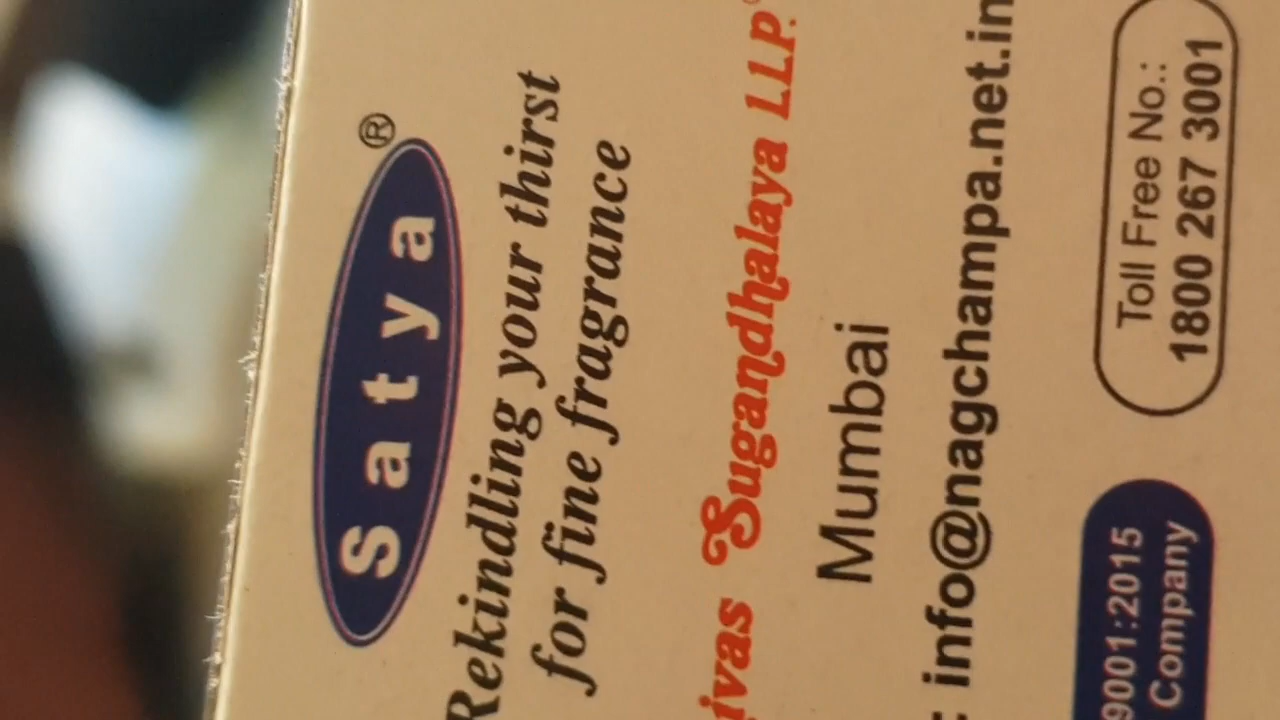 Satya ®
Rekindling your thirst
for fine fragrance
ivas Sugandhalaya LLP
Mumbai
: info@nagchampa.net.in
9001:2015
Company
Toll Free No.:
1800 267 3001